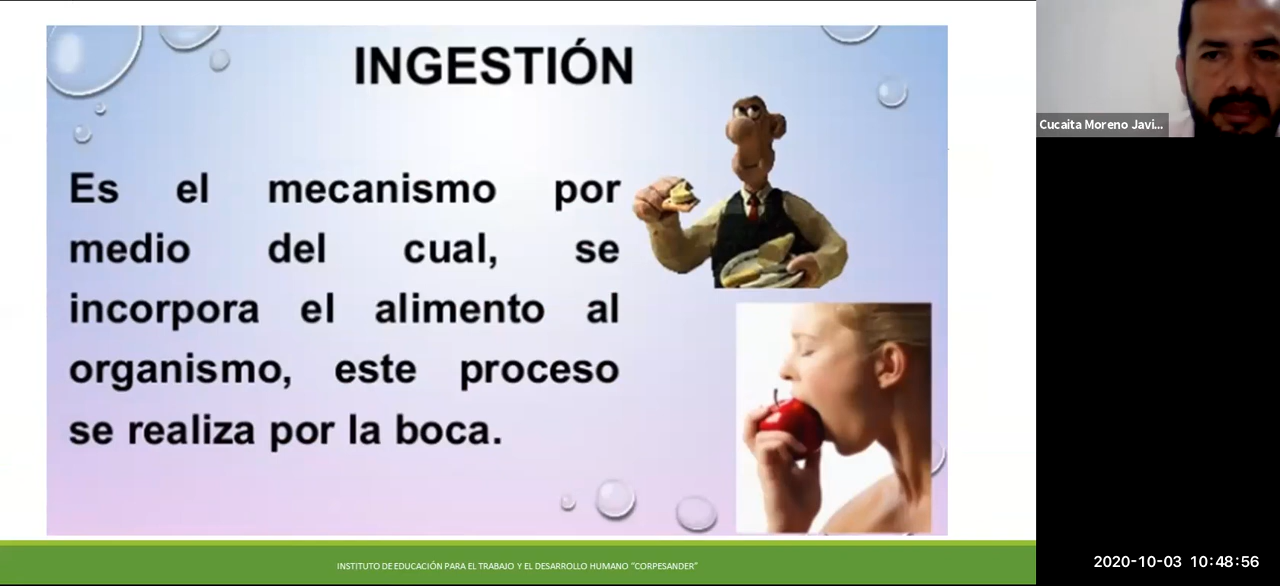 INGESTIÓN
Es el mecanismo por
medio del cual, se
incorpora el alimento al
organismo, este proceso
se realiza por la boca.
Cucaita Moreno Javi...
INSTITUTO DE EDUCACIÓN PARA EL TRABAJO Y EL DESARROLLO HUMANO “CORPESANDER”
2020-10-03 10:48:56